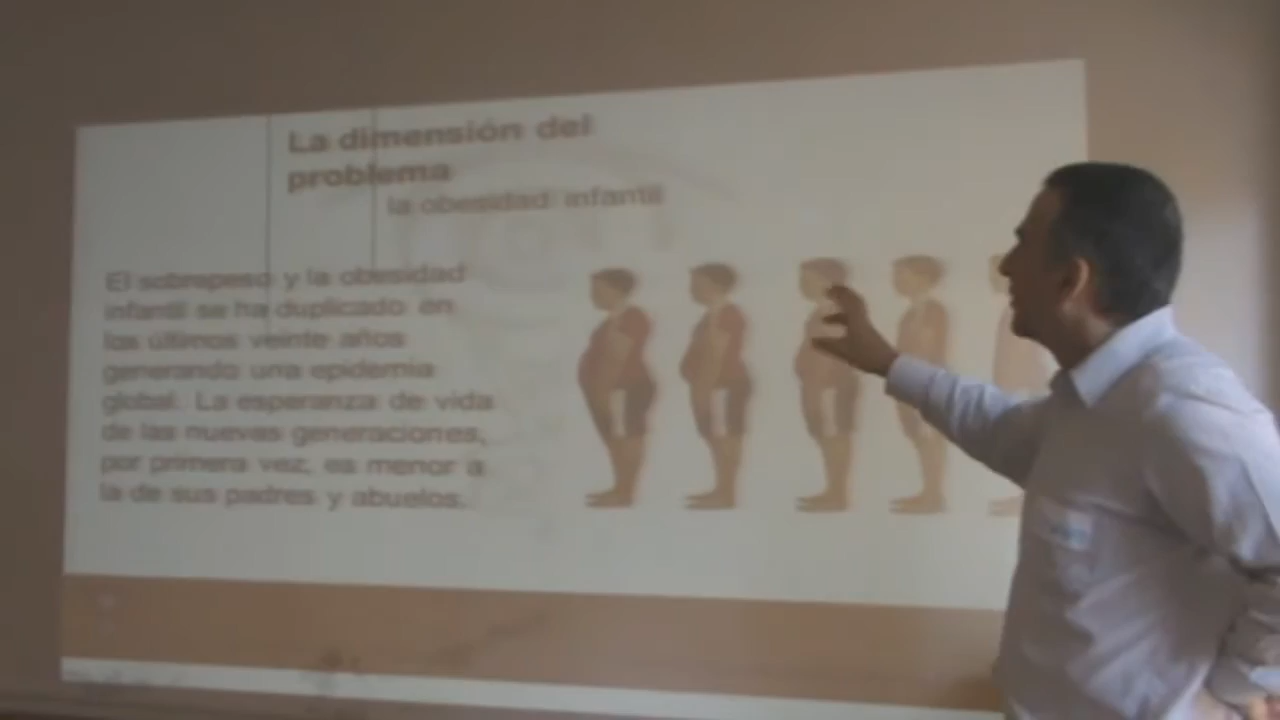 La dimensión del
problema
la obesidad infantil
El sobrepeso y la obesidad
infantil se ha duplicado en
los últimos veinte años
generando una epidemia
global. La esperanza de vida
de las nuevas generaciones,
por primera vez, es menor a
la de sus padres y abuelos.